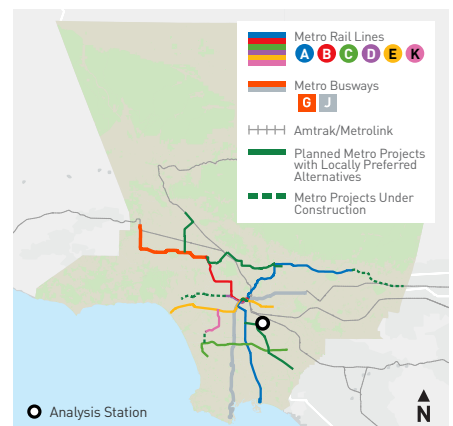 Metro Rail Lines
A B C D E K
Metro Busways
G J
Amtrak/Metrolink
Planned Metro Projects
with Locally Preferred
Alternatives
Metro Projects Under
Construction
Analysis Station
N